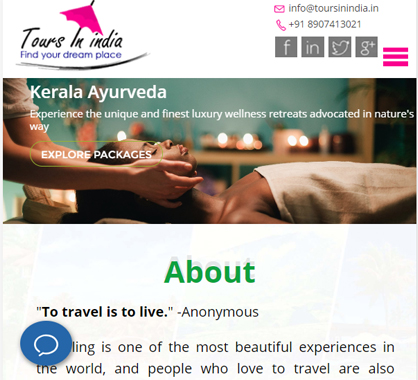 info@toursinindia.in
+91 8907413021
Tours In india
Find your dream place
f in g+
Kerala Ayurveda
Experience the unique and finest luxury wellness retreats advocated in nature's
way
EXPLORE PACKAGES
About
"To travel is to live." -Anonymous
ling is one of the most beautiful experiences in
the world, and people who love to travel are also